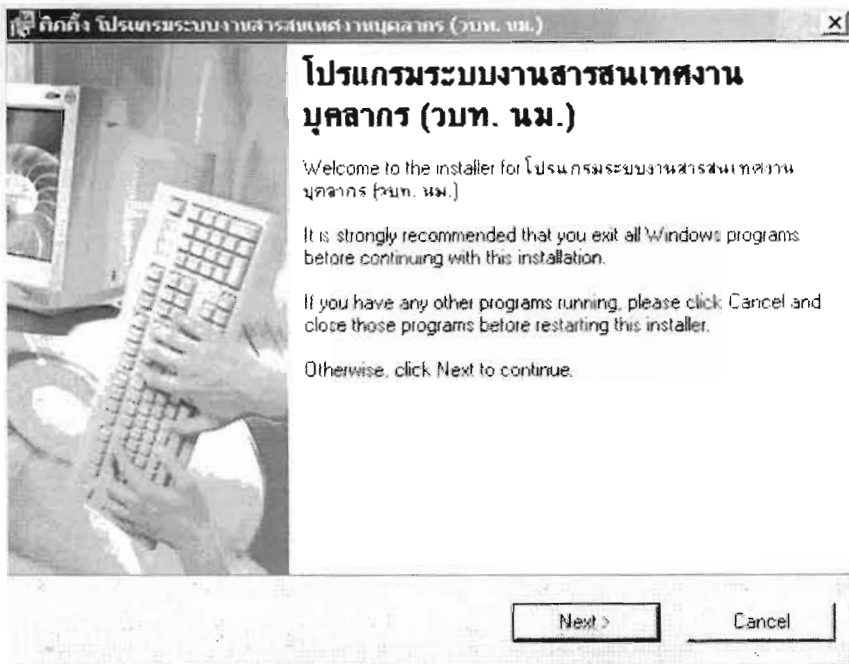 ติดตั้ง โปรแกรมระบบงานสารสนเทศงานบุคลากร (วบท. นม.)
โปรแกรมระบบงานสารสนเทศงาน
บุคลากร (วบท. นม.)
Welcome to the installer for โปรแกรมระบบงานสารสนเทศงาน
บุคลากร (วบท. นม.)
It is strongly recommended that you exit all Windows programs
before continuing with this installation.
If you have any other programs running, please click Cancel and
close those programs before restarting this installer.
Otherwise, click Next to continue.
Next >
Cancel